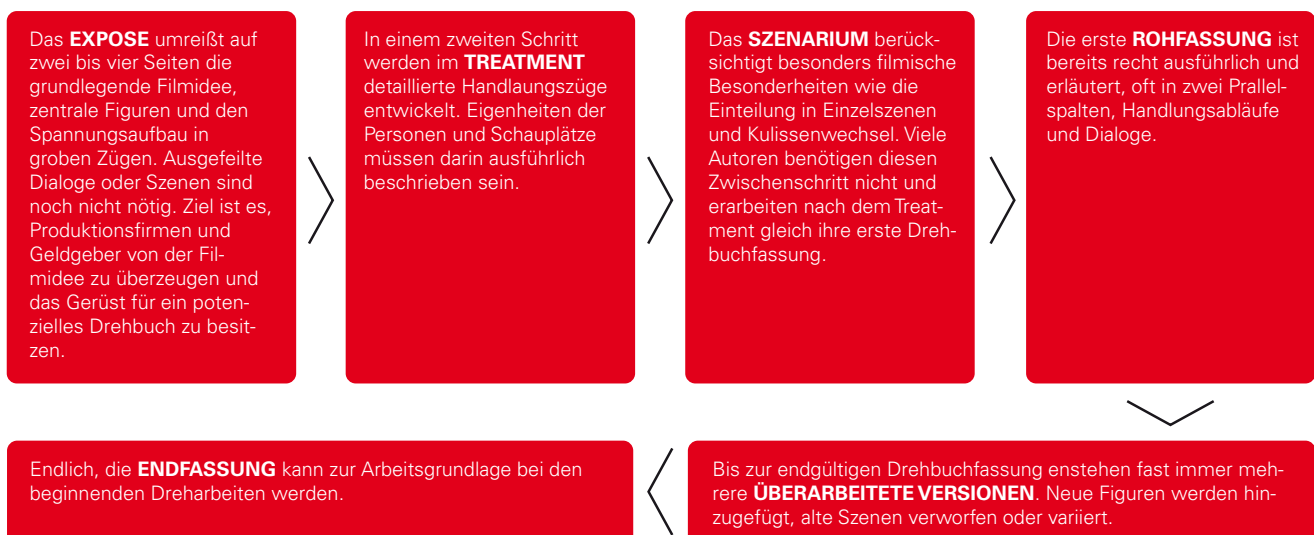 Das EXPOSE umreißt auf
zwei bis vier Seiten die
grundlegende Filmidee,
zentrale Figuren und den
Spannungsaufbau in
groben Zügen. Ausgefeilte
Dialoge oder Szenen sind
noch nicht nötig. Ziel ist es,
Produktionsfirmen und
Geldgeber von der Fil-
midee zu überzeugen und
das Gerüst für ein poten-
zielles Drehbuch zu besit-
zen.
In einem zweiten Schritt
werden im TREATMENT
detaillierte Handlaungszüge
entwickelt. Eigenheiten der
Personen und Schauplätze
müssen darin ausführlich
beschrieben sein.
Das SZENARIUM berück-
sichtigt besonders filmische
Besonderheiten wie die
Einteilung in Einzelszenen
und Kulissenwechsel. Viele
Autoren benötigen diesen
Zwischenschritt nicht und
erarbeiten nach dem Treat-
ment gleich ihre erste Dreh-
buchfassung.
Die erste ROHFASSUNG ist
bereits recht ausführlich und
erläutert, oft in zwei Prallel-
spalten, Handlungsabläufe
und Dialoge.
Bis zur endgültigen Drehbuchfassung enstehen fast immer meh-
rere ÜBERARBEITETE VERSIONEN. Neue Figuren werden hin-
zugefügt, alte Szenen verworfen oder variiert.
Endlich, die ENDFASSUNG kann zur Arbeitsgrundlage bei den
beginnenden Dreharbeiten werden.